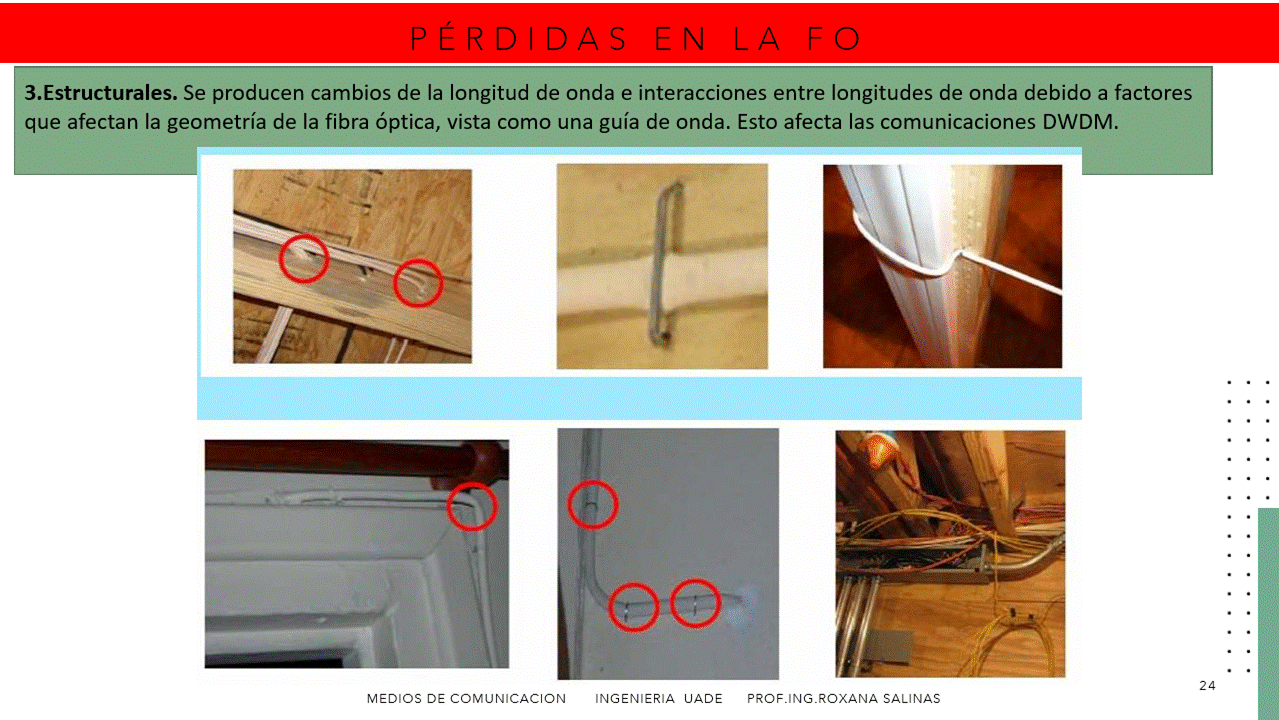 PÉRDIDAS EN LA FO
3.Estructurales. Se producen cambios de la longitud de onda e interacciones entre longitudes de onda debido a factores
que afectan la geometría de la fibra óptica, vista como una guía de onda. Esto afecta las comunicaciones DWDM.
24
MEDIOS DE COMUNICACION INGENIERIA UADE PROF.ING.ROXANA SALINAS